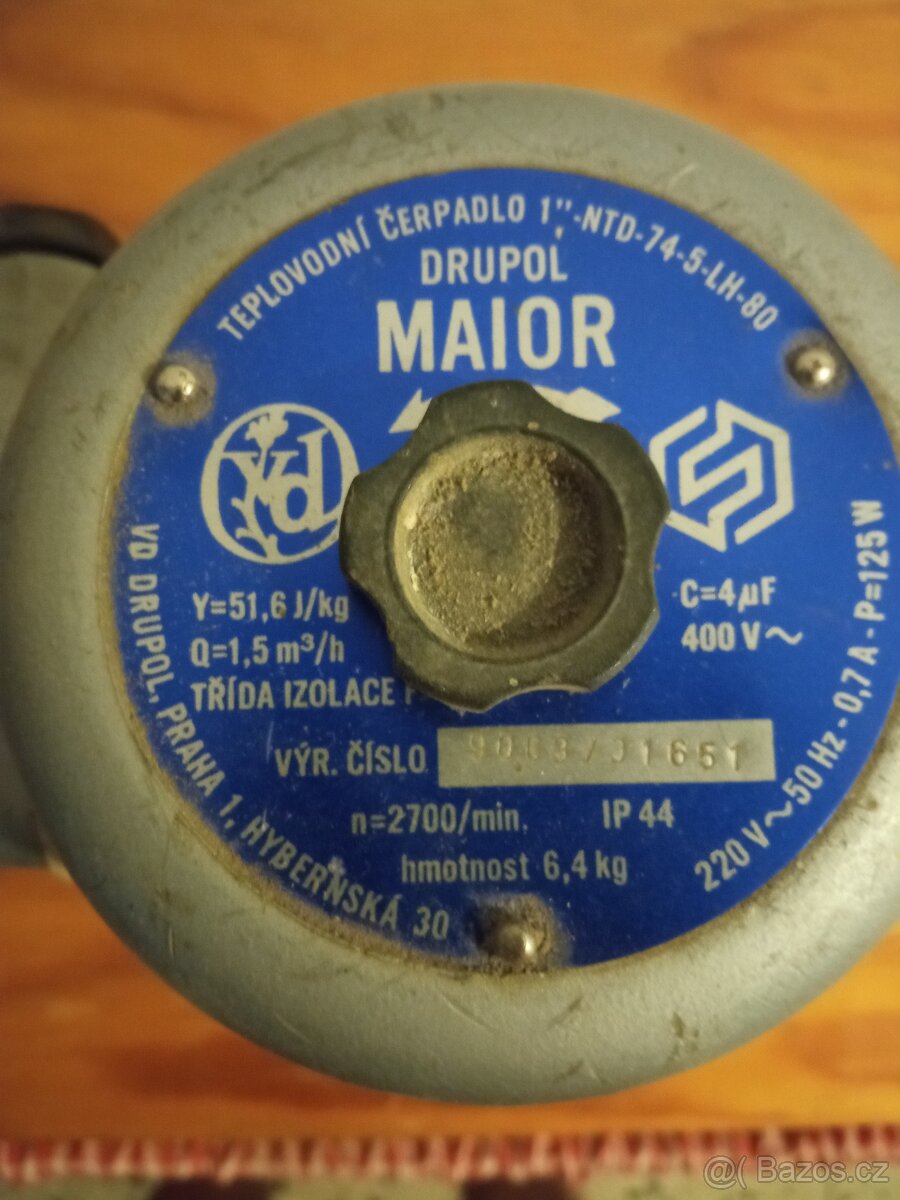 TEPLOVODNÍ ČERPADLO 1"-NTD-74-5-LH-80
DRUPOL
MAIOR
Y=51,6 J/kg
Q=1,5 m³/h
TŘÍDA IZOLACE
C=4µF
400 V~
VÝR. ČÍSLO
n=2700/min.
IP 44
hmotnost 6,4 kg
VD DRUPOL, PRAHA 1, HYBERNSKÁ 30
220 V~50 Hz-0,7A-P=125W
@ Bazos.cz